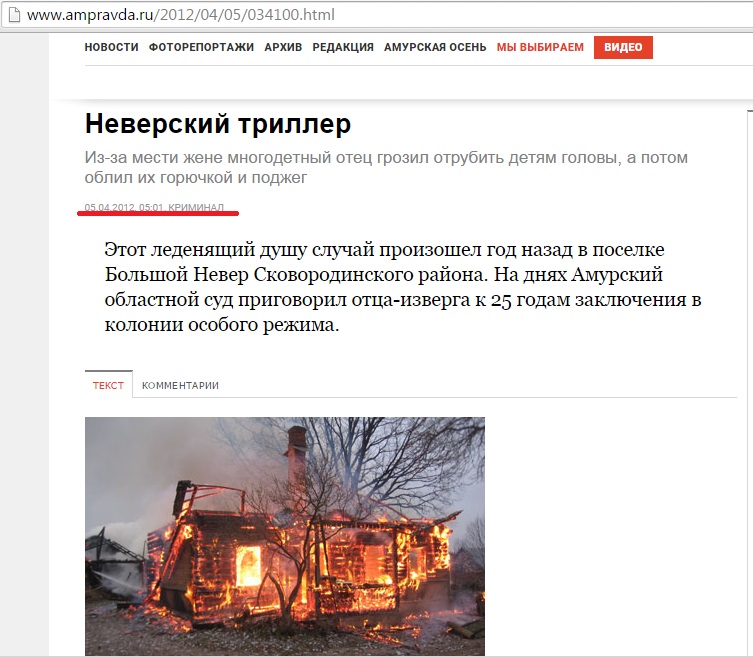 www.ampravda.ru/2012/04/05/034100.html
НОВОСТИ ФОТОРЕПОРТАЖИ АРХИВ РЕДАКЦИЯ АМУРСКАЯ ОСЕНЬ МЫ ВЫБИРАЕМ ВИДЕО
Неверский триллер
Из-за мести жене многодетный отец грозил отрубить детям головы, а потом
облил их горючкой и поджег
05.04.2012, 05:01, КРИМИНАЛ
Этот леденящий душу случай произошел год назад в поселке
Большой Невер Сковородинского района. На днях Амурский
областной суд приговорил отца-изверга к 25 годам заключения в
колонии особого режима.
ТЕКСТ КОММЕНТАРИИ